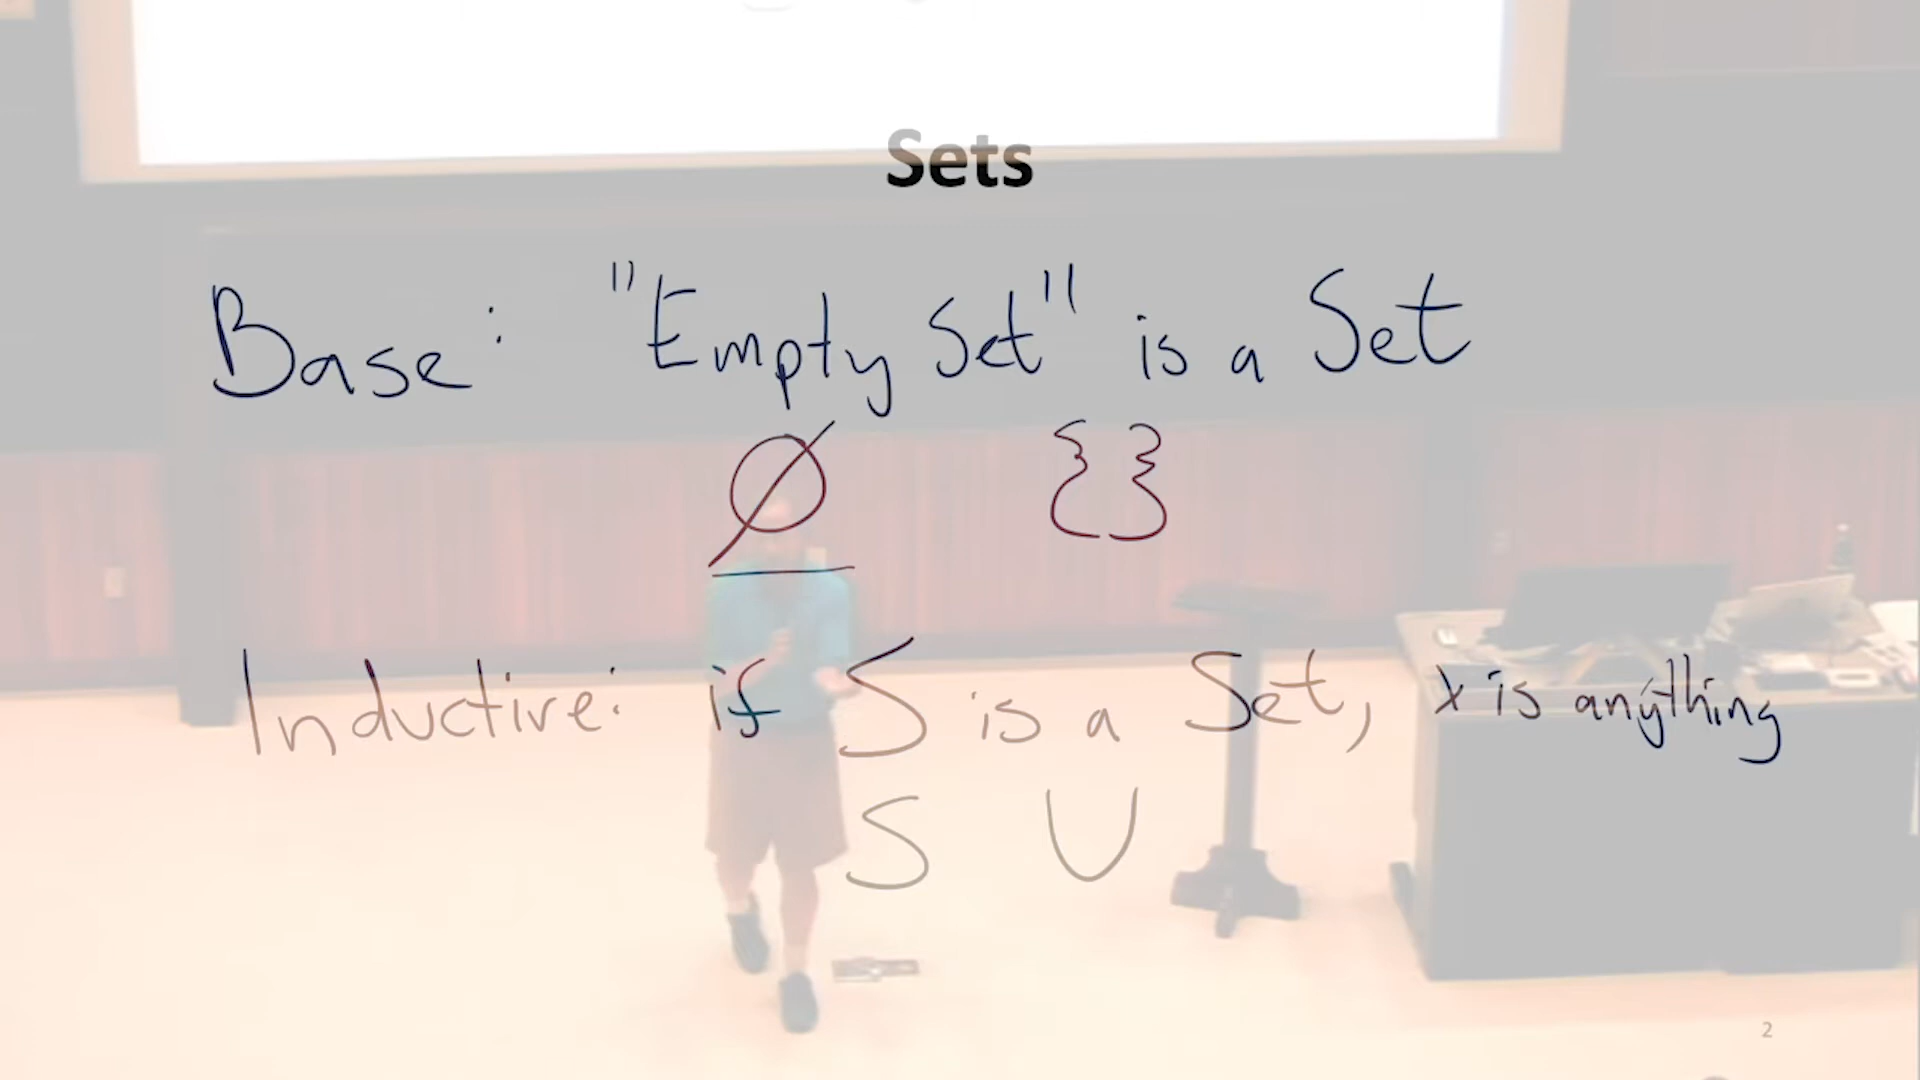 Sets
Base: "Empty Set" is a Set
∅ {}
Inductive: if S is a Set, x is anything
S ∪
2